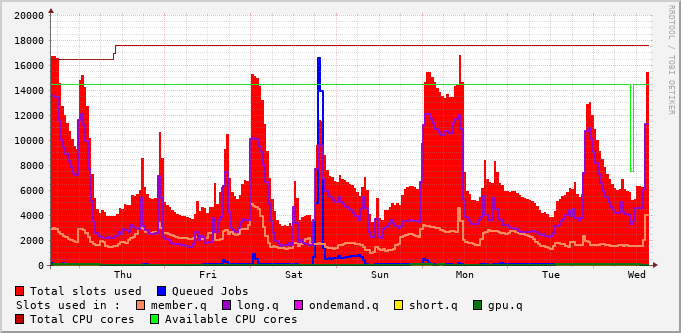 20000
18000
16000
14000
12000
10000
8000
6000
4000
2000
0
Thu Fri Sat Sun Mon Tue Wed
RRDTOOL / TOBI OETIKER
Total slots used Queued Jobs
Slots used in : member.q long.q ondemand.q short.q gpu.q
Total CPU cores Available CPU cores